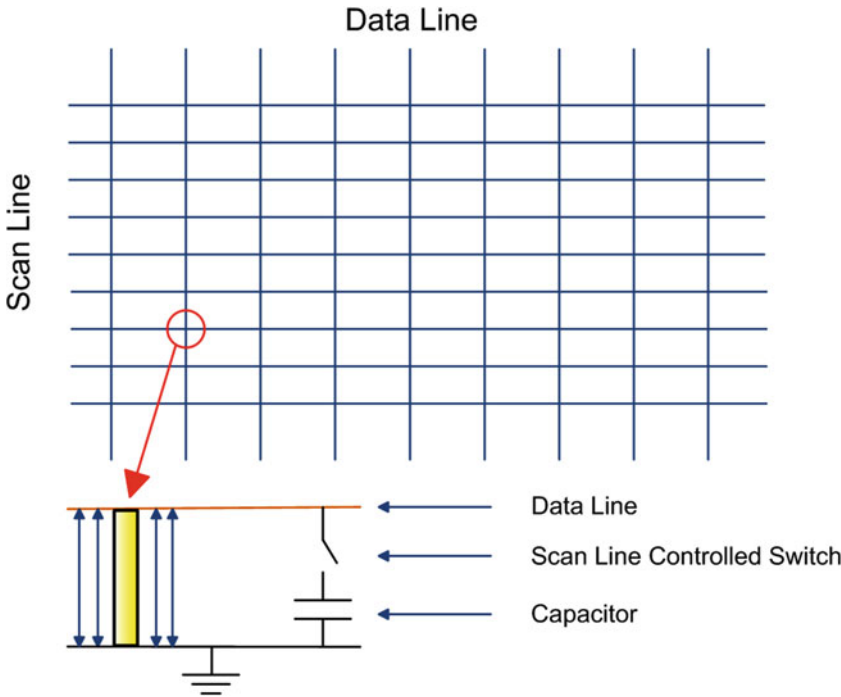 Data Line
Scan Line
Data Line
Scan Line Controlled Switch
Capacitor